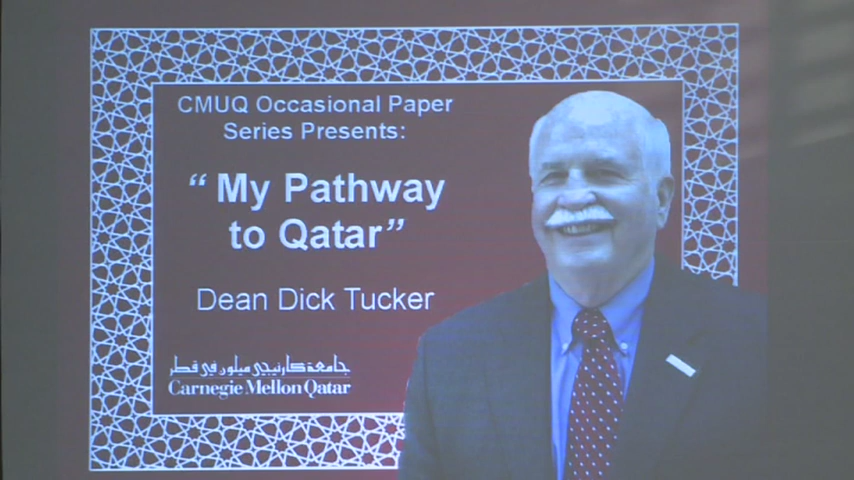 CMUQ Occasional Paper
Series Presents:
“ My Pathway
to Qatar”
Dean Dick Tucker
جامعة كارنيجي ميلون في قطر
Carnegie Mellon Qatar